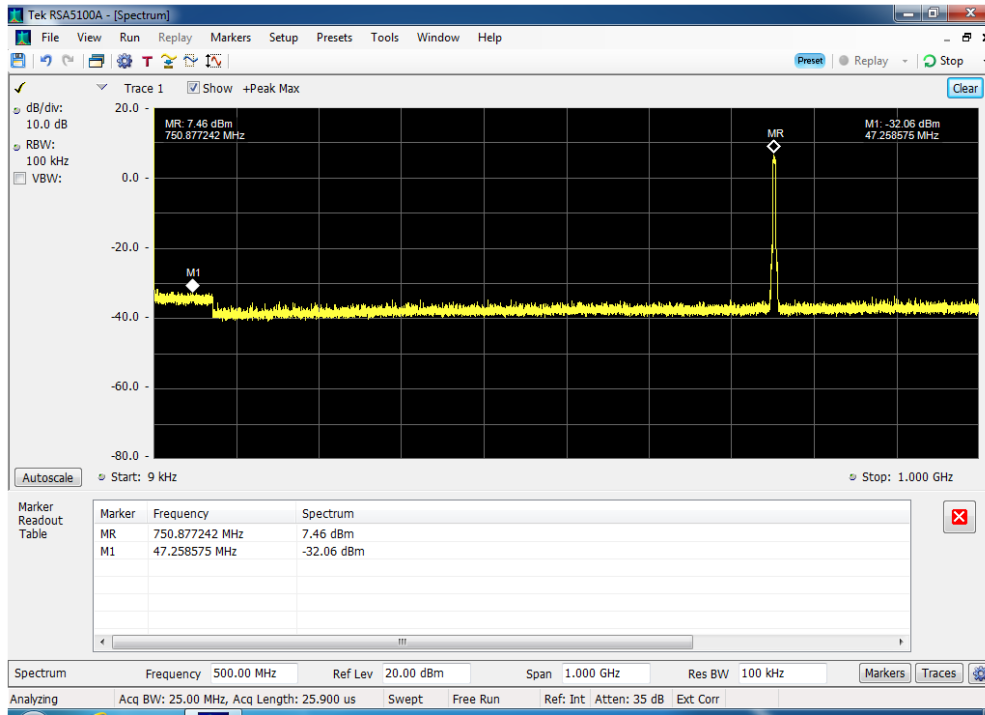 Tek RSA5100A - [Spectrum]
File View Run Replay Markers Setup Presets Tools Window Help
T Preset Replay Stop
Trace 1 Show +Peak Max Clear
dB/div:
10.0 dB
RBW:
100 kHz
VBW:
20.0
0.0
-20.0
-40.0
-60.0
-80.0
MR: 7.46 dBm
750.877242 MHz
MR
M1: -32.06 dBm
47.258575 MHz
M1
Autoscale Start: 9 kHz Stop: 1.000 GHz
Marker
Readout
Table
Marker Frequency Spectrum
MR 750.877242 MHz 7.46 dBm
M1 47.258575 MHz -32.06 dBm
Spectrum Frequency 500.00 MHz Ref Lev 20.00 dBm Span 1.000 GHz Res BW 100 kHz Markers Traces
Analyzing Acq BW: 25.00 MHz, Acq Length: 25.900 us Swept Free Run Ref: Int Atten: 35 dB Ext Corr